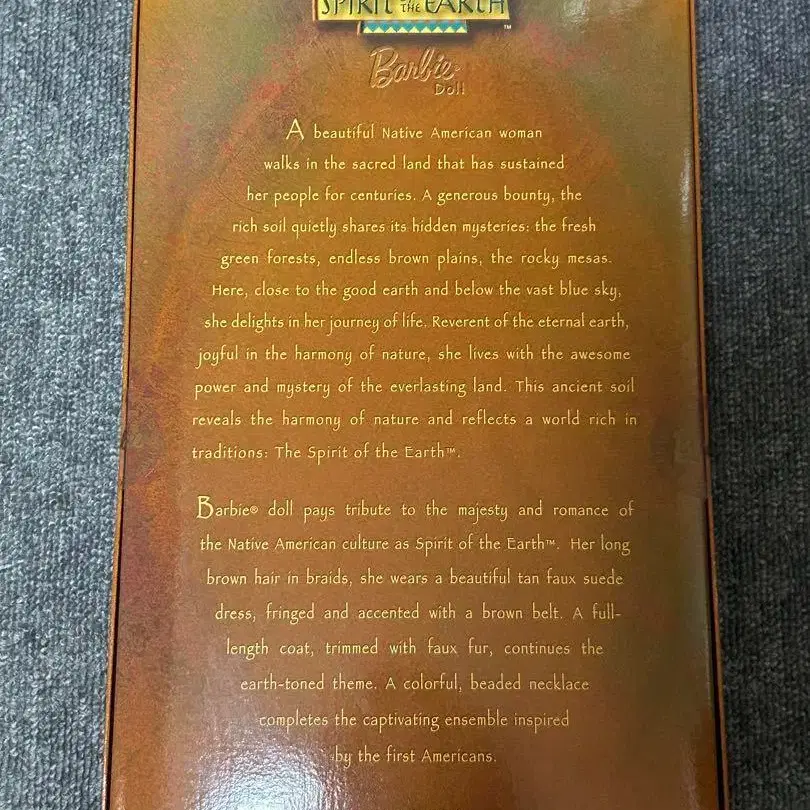 SPIRIT OF THE EARTH™
Barbie®
Doll
A beautiful Native American woman
walks in the sacred land that has sustained
her people for centuries. A generous bounty, the
rich soil quietly shares its hidden mysteries: the fresh
green forests, endless brown plains, the rocky mesas.
Here, close to the good earth and below the vast blue sky,
she delights in her journey of life. Reverent of the eternal earth,
joyful in the harmony of nature, she lives with the awesome
power and mystery of the everlasting land. This ancient soil
reveals the harmony of nature and reflects a world rich in
traditions: The Spirit of the Earth™.
Barbie® doll pays tribute to the majesty and romance of
the Native American culture as Spirit of the Earth™. Her long
brown hair in braids, she wears a beautiful tan faux suede
dress, fringed and accented with a brown belt. A full-
length coat, trimmed with faux fur, continues the
earth-toned theme. A colorful, beaded necklace
completes the captivating ensemble inspired
by the first Americans.